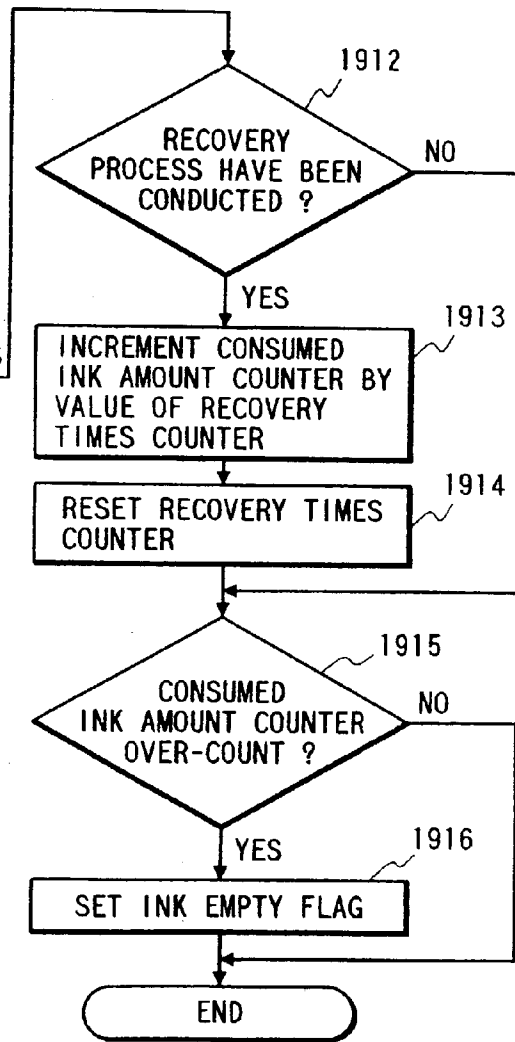 1912
RECOVERY
PROCESS HAVE BEEN
CONDUCTED ?
NO
YES
1913
INCREMENT CONSUMED
INK AMOUNT COUNTER BY
VALUE OF RECOVERY
TIMES COUNTER
1914
RESET RECOVERY TIMES
COUNTER
1915
CONSUMED
INK AMOUNT COUNTER
OVER-COUNT ?
NO
YES
1916
SET INK EMPTY FLAG
END